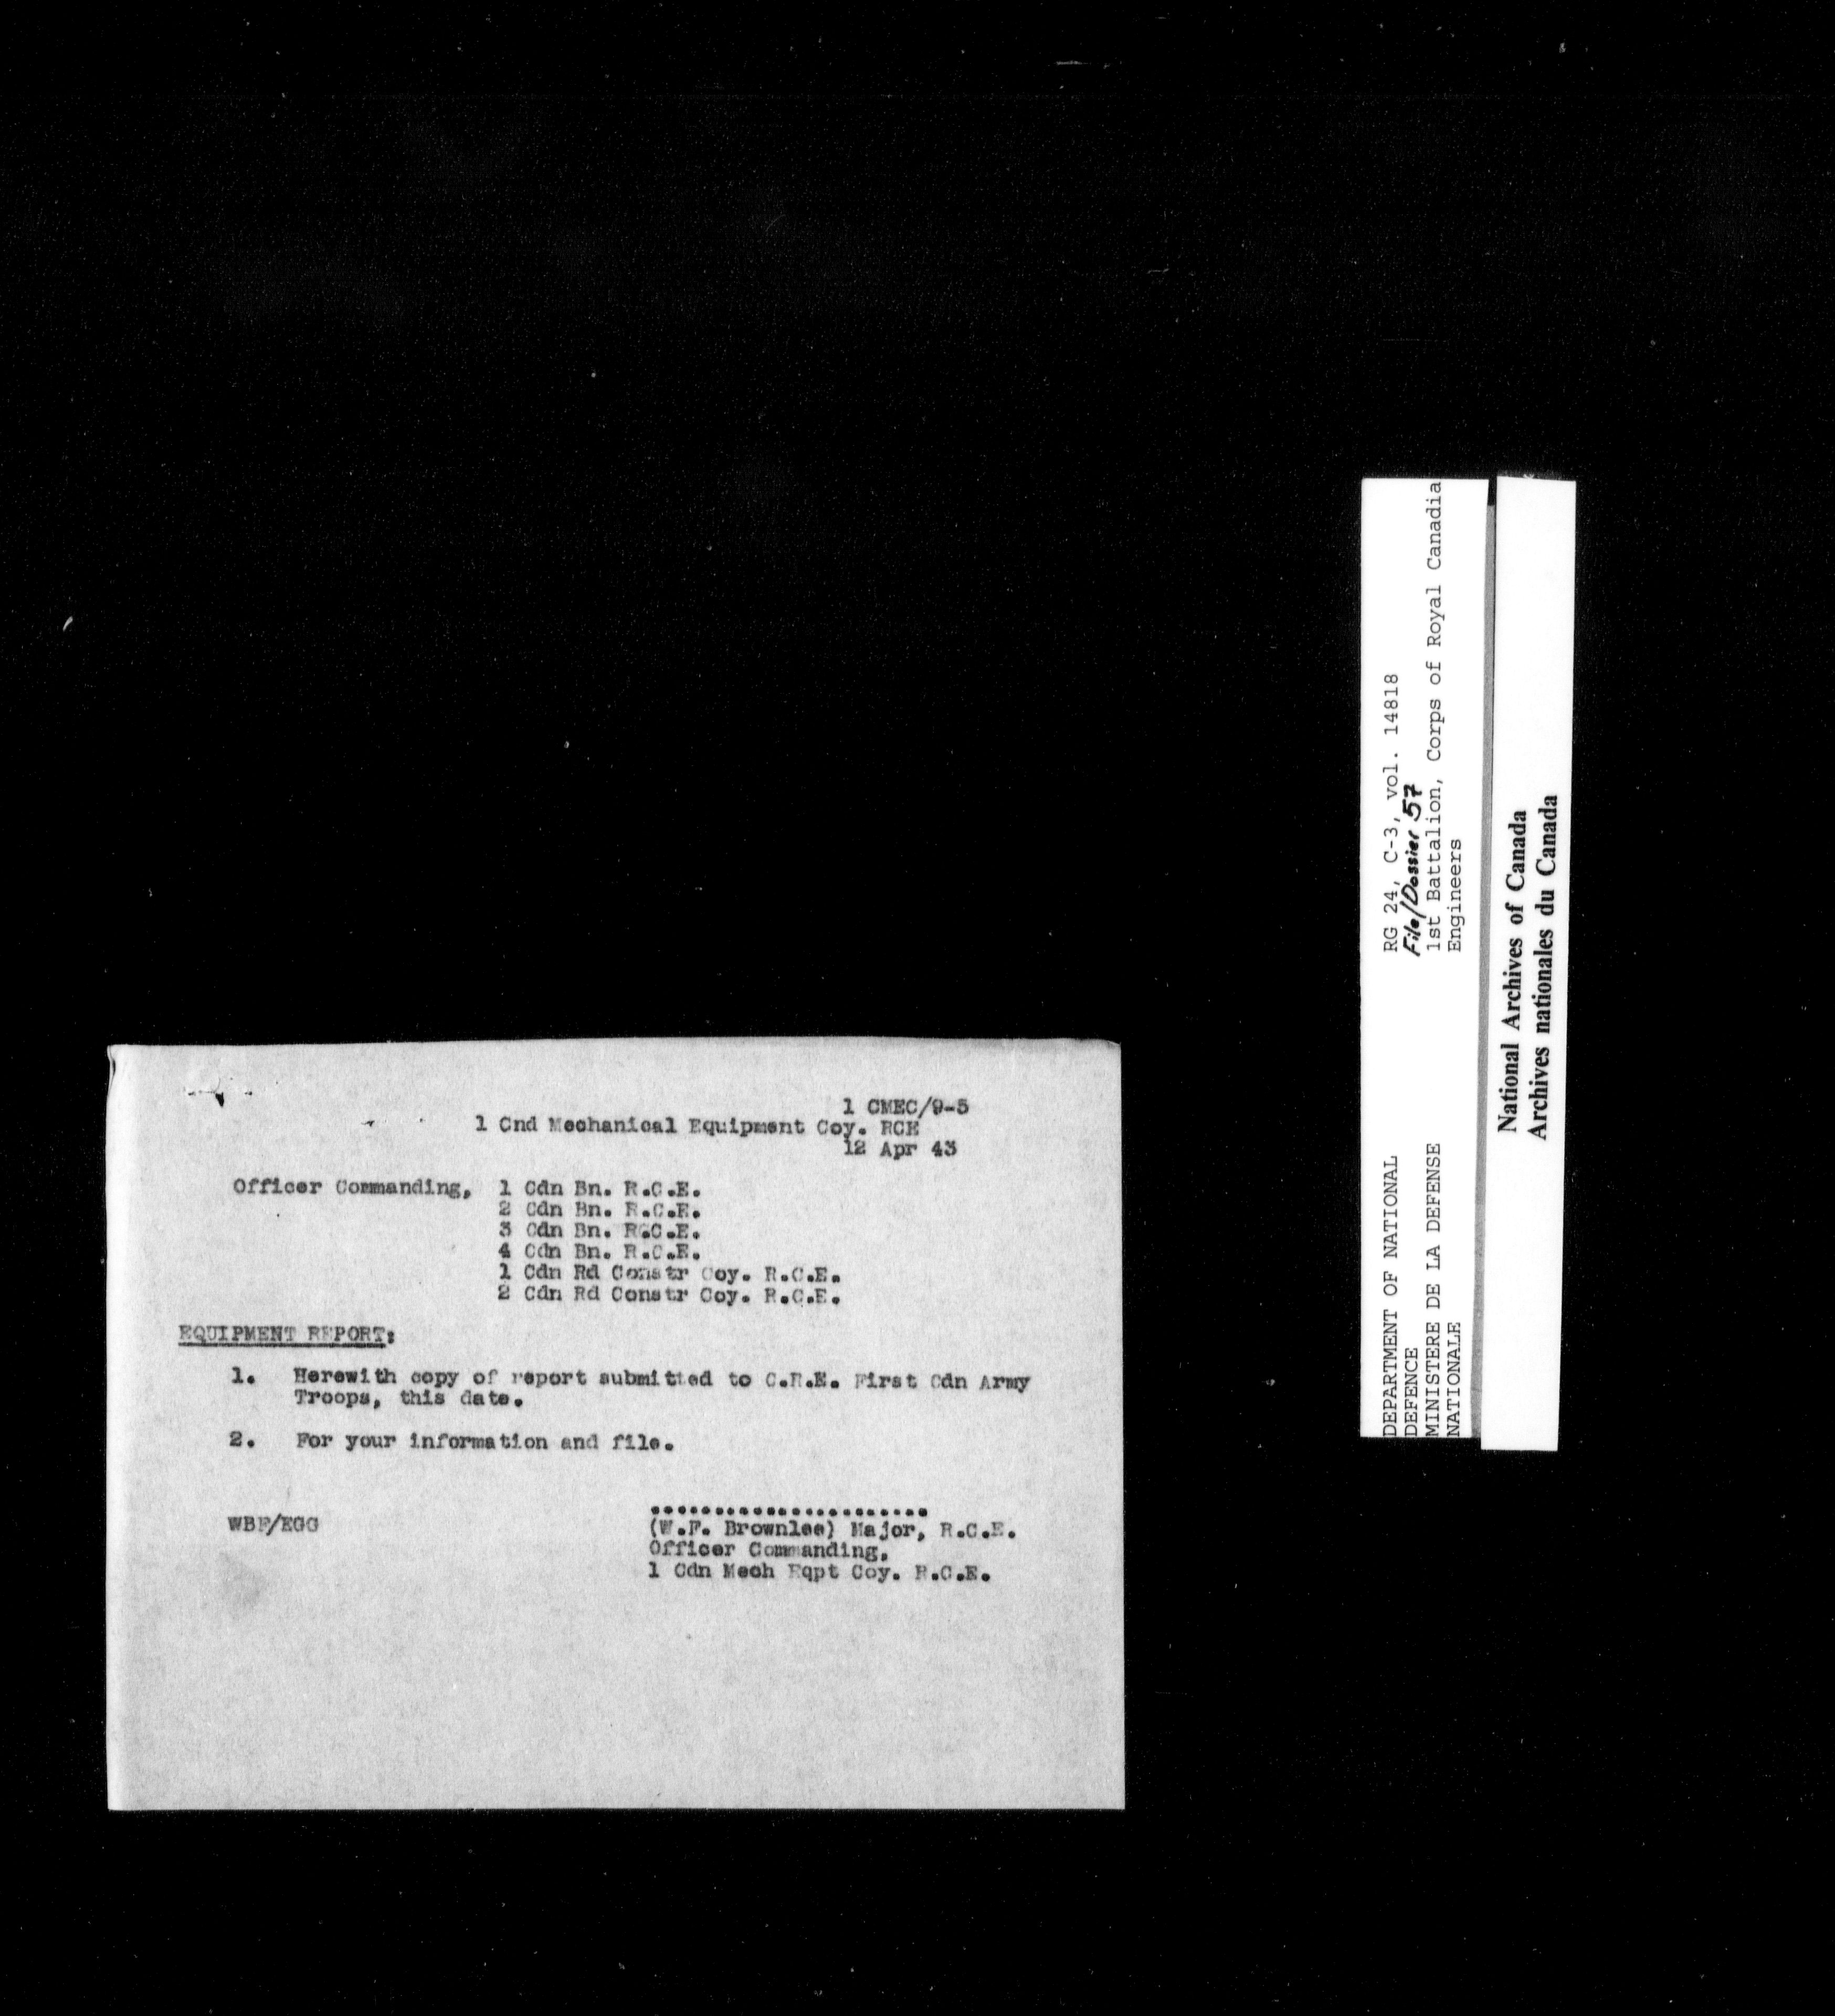 1 CMEC/9-5
1 Cnd Mechanical Equipment Coy. RCE
12 Apr 43
Officer Commanding, 1 Cdn Bn. R.C.E.
2 Cdn Bn. R.C.E.
3 Cdn Bn. R.C.E.
4 Cdn Bn. R.C.E.
1 Cdn Rd Constr Coy. R.C.E.
2 Cdn Rd Constr Coy. R.C.E.
EQUIPMENT REPORT:
1. Herewith copy of report submitted to C.R.E. First Cdn Army
Troops, this date.
2. For your information and file.
......................
WBF/EGG (W.F. Brownlee) Major, R.C.E.
Officer Commanding,
1 Cdn Mech Eqpt Coy. R.C.E.
DEPARTMENT OF NATIONAL
DEFENCE
MINISTERE DE LA DEFENSE
NATIONALE
RG 24, C-3, vol. 14818
File/Dossier 57
1st Battalion, Corps of Royal Canadia
Engineers
National Archives of Canada
Archives nationales du Canada